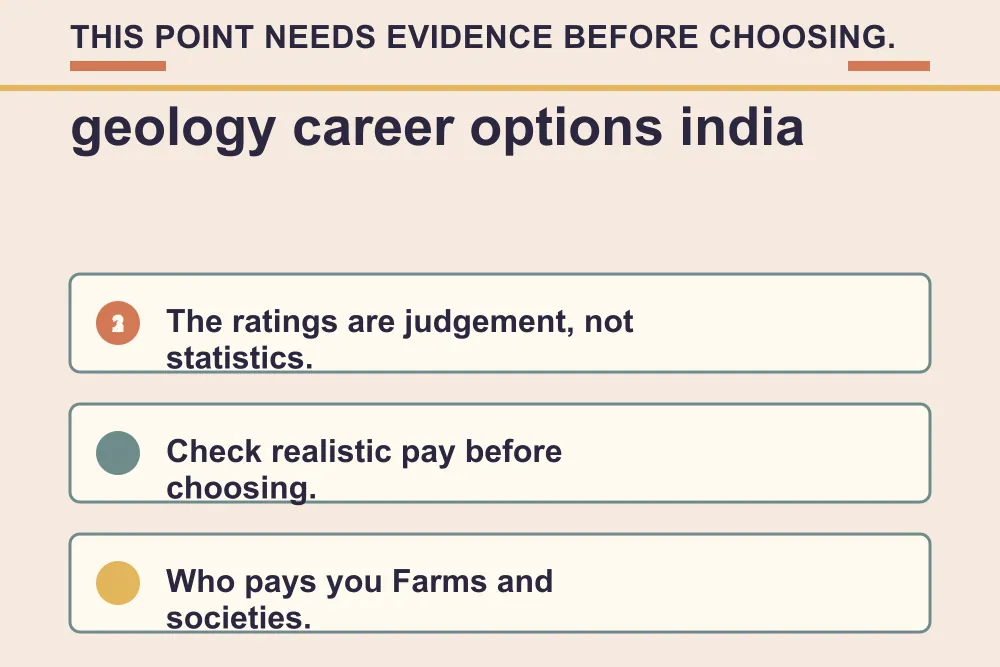 THIS POINT NEEDS EVIDENCE BEFORE CHOOSING.
geology career options india
The ratings are judgement, not
statistics.
Check realistic pay before
choosing.
Who pays you Farms and
societies.